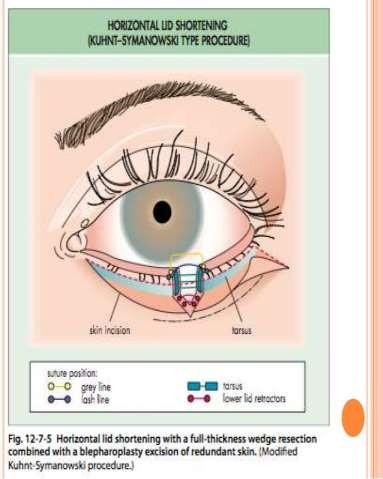 HORIZONTAL LID SHORTENING
(KUHNT–SYMANOWSKI TYPE PROCEDURE)
skin incision
tarsus
suture position:
grey line
tarsus
lash line
lower lid retractors
Fig. 12-7-5 Horizontal lid shortening with a full-thickness wedge resection
combined with a blepharoplasty excision of redundant skin. (Modified
Kuhnt-Symanowski procedure.)